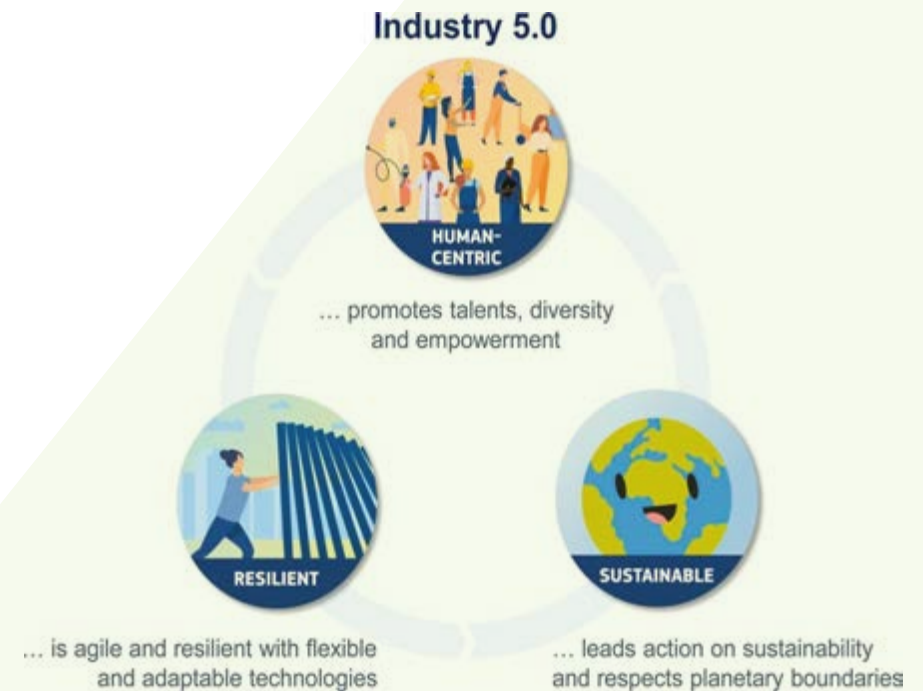 Industry 5.0
HUMAN-
CENTRIC
... promotes talents, diversity
and empowerment
RESILIENT
... is agile and resilient with flexible
and adaptable technologies
SUSTAINABLE
... leads action on sustainability
and respects planetary boundaries